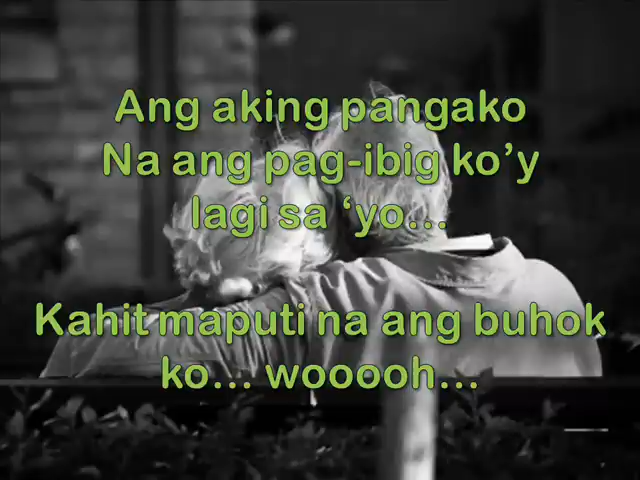 Ang aking pangako
Na ang pag-ibig ko’y
lagi sa ‘yo...
Kahit maputi na ang buhok
ko... wooooh...